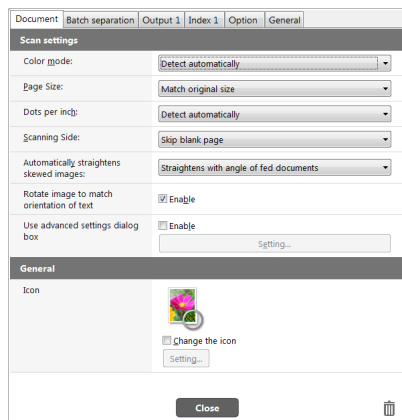 Document Batch separation Output 1 Index 1 Option General
Scan settings
Color mode: Detect automatically
Page Size: Match original size
Dots per inch: Detect automatically
Scanning Side: Skip blank page
Automatically straightens
skewed images: Straightens with angle of fed documents
Rotate image to match
orientation of text Enable
Use advanced settings dialog
box Enable
Setting...
General
Icon
Change the icon
Setting...
Close